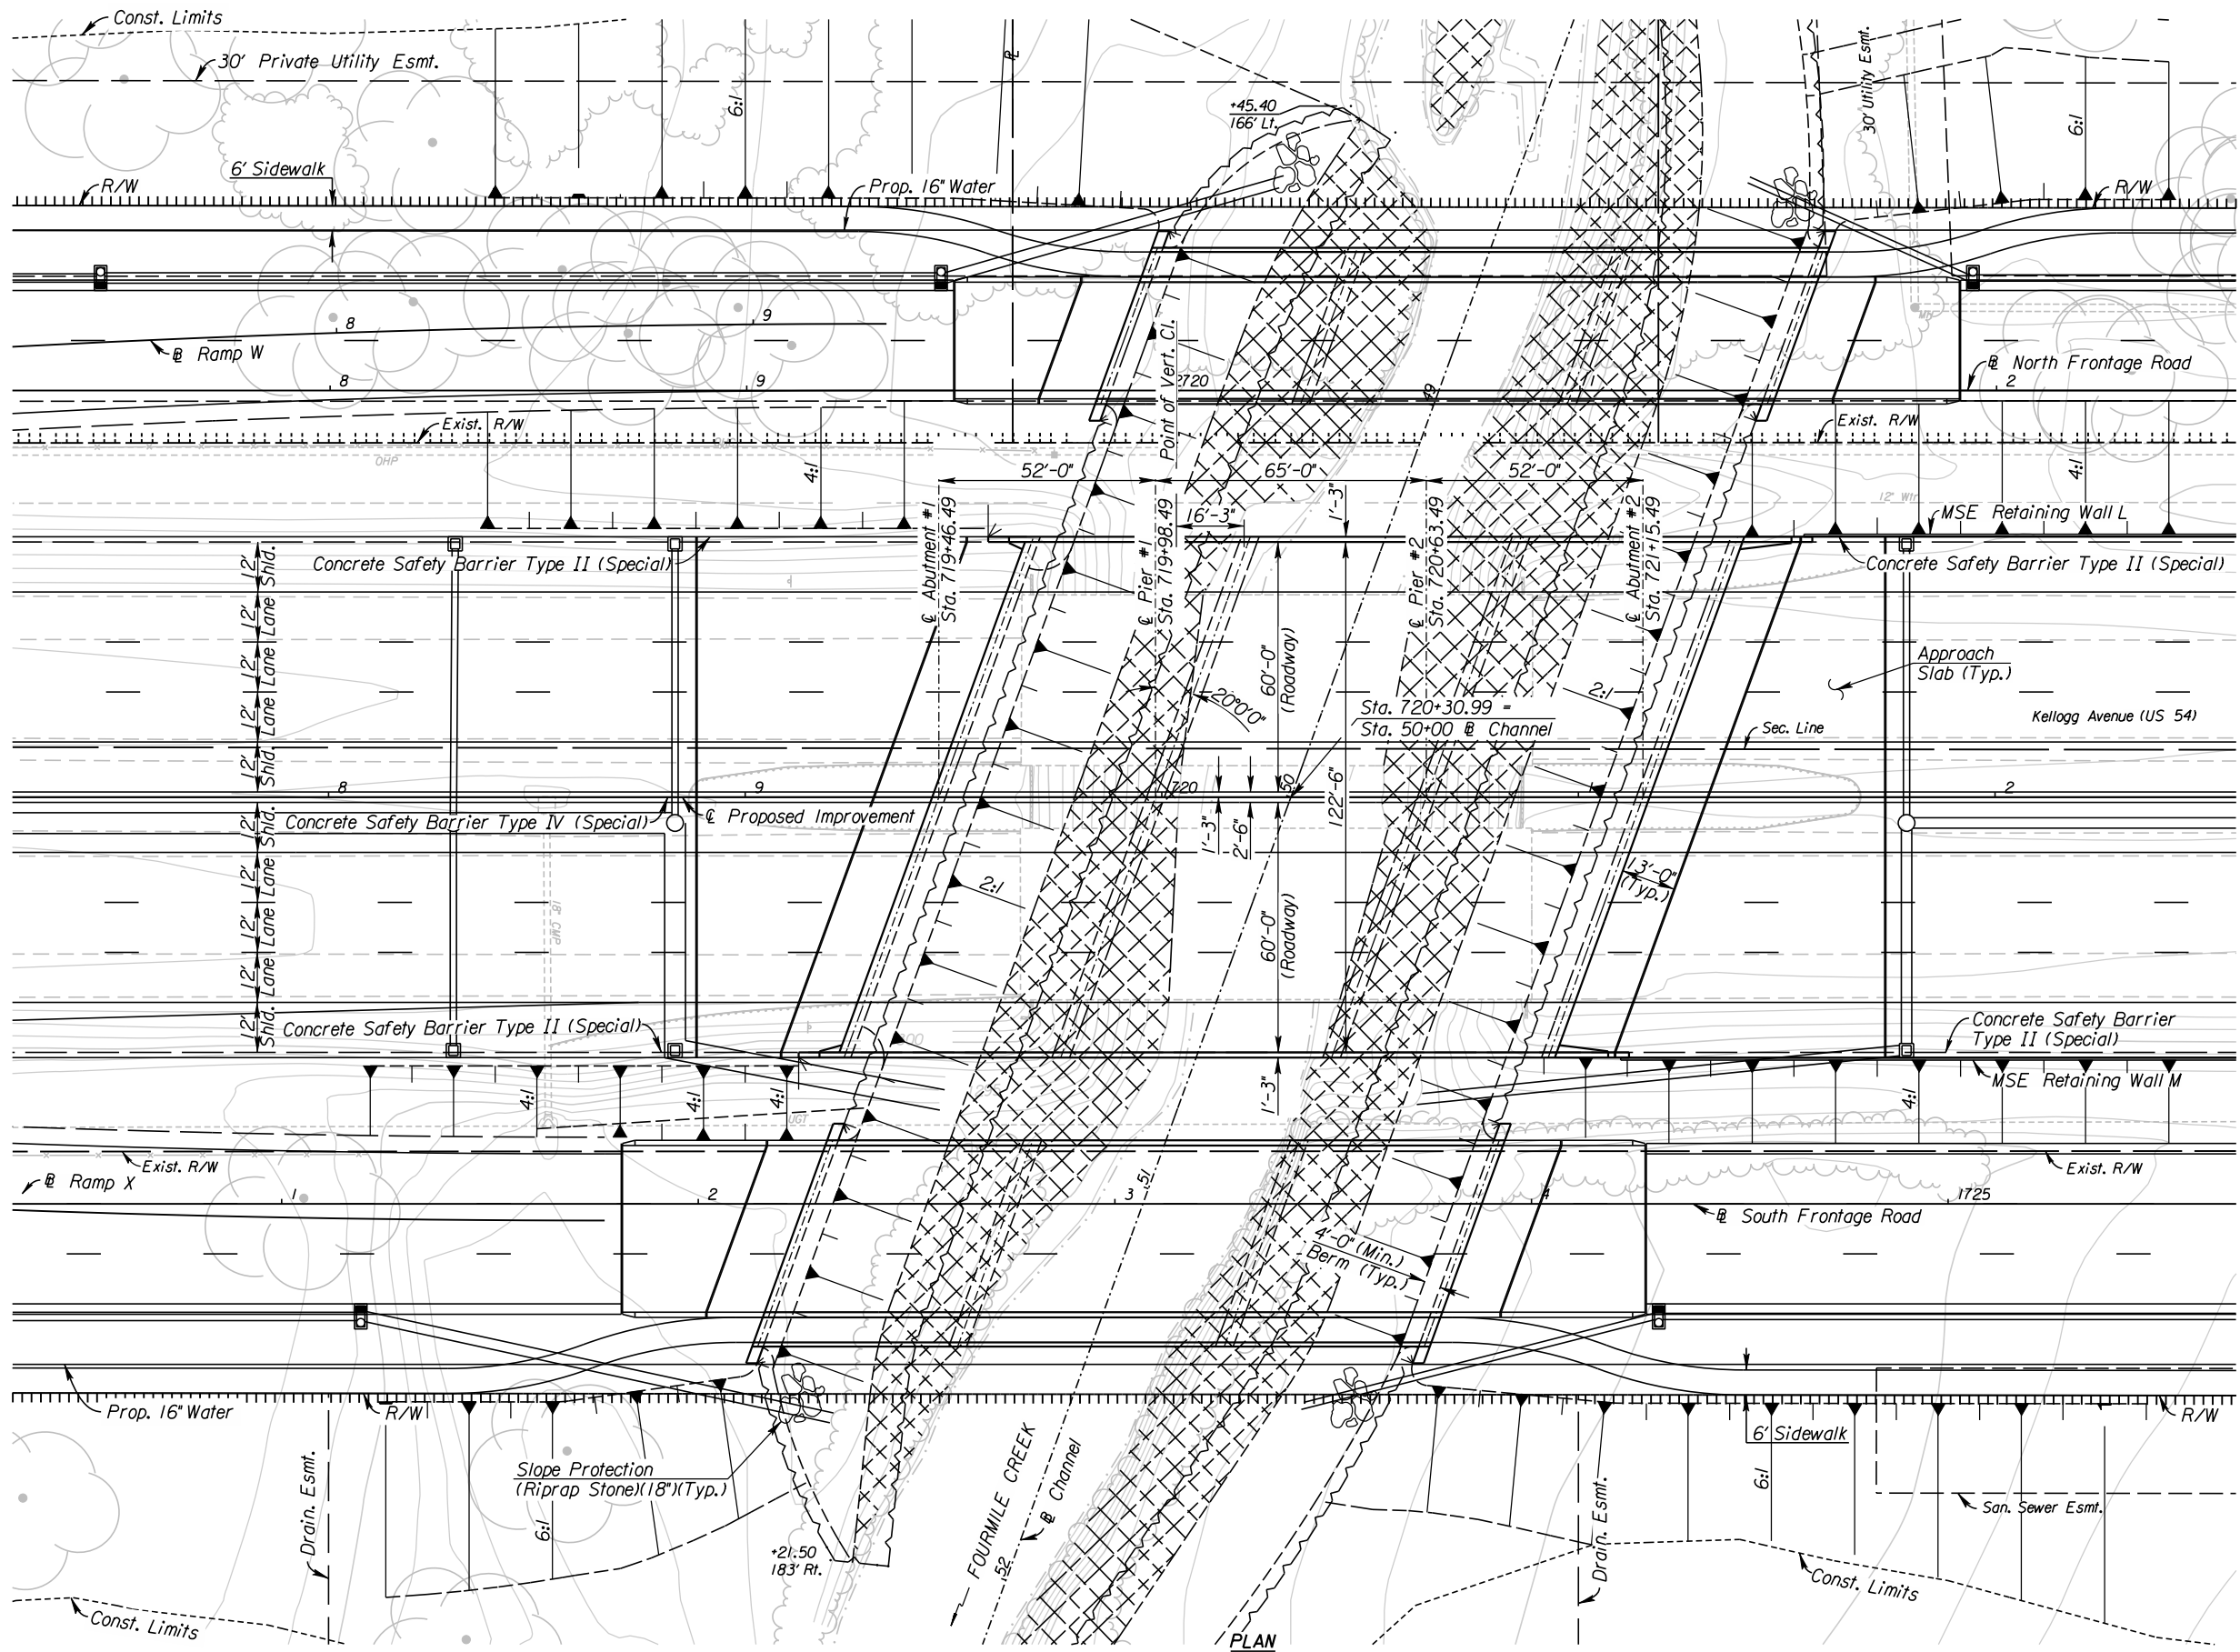 Const. Limits
30' Private Utility Esmt.
6:1
℄
+45.40
166' Lt.
30' Utility Esmt.
6:1
6' Sidewalk
R/W
Prop. 16" Water
R/W
8
9
Ramp W
North Frontage Road
MH
8
9
1720
2
49
Point of Vert. Cl.
Exist. R/W
Exist. R/W
OHP
4:1
4:1
52'-0"
65'-0"
52'-0"
12" Wtr
16'-3"
1'-3"
℄ Abutment #1
Sta. 719+46.49
℄ Pier #1
Sta. 719+98.49
℄ Pier #2
Sta. 720+63.49
℄ Abutment #2
Sta. 721+15.49
MSE Retaining Wall L
Concrete Safety Barrier Type II (Special)
Concrete Safety Barrier Type II (Special)
12' Shld.
12' Lane
12' Lane
12' Lane
12' Shld.
60'-0"
(Roadway)
20°0'0"
2:1
Approach
Slab (Typ.)
Sta. 720+30.99 =
Sta. 50+00 ⅊ Channel
Kellogg Avenue (US 54)
Sec. Line
8
9
720
50
1
2
122'-6"
1'-3"
2'-6"
Concrete Safety Barrier Type IV (Special)
℄ Proposed Improvement
12' Shld.
12' Lane
12' Lane
12' Lane
12' Shld.
18" CMP
2:1
13'-0"
(Typ.)
60'-0"
(Roadway)
Concrete Safety Barrier Type II (Special)
Concrete Safety Barrier
Type II (Special)
1'-3"
MSE Retaining Wall M
4:1
4:1
4:1
4:1
UGT
Exist. R/W
Exist. R/W
Ramp X
1
2
3
51
4
1725
South Frontage Road
4'-0" (Min.)
Berm (Typ.)
Prop. 16" Water
R/W
R/W
6' Sidewalk
Slope Protection
(Riprap Stone)(18")(Typ.)
6:1
6:1
Drain. Esmt.
Drain. Esmt.
San. Sewer Esmt.
+21.50
183' Rt.
FOURMILE CREEK
Channel
52
Const. Limits
Const. Limits
PLAN